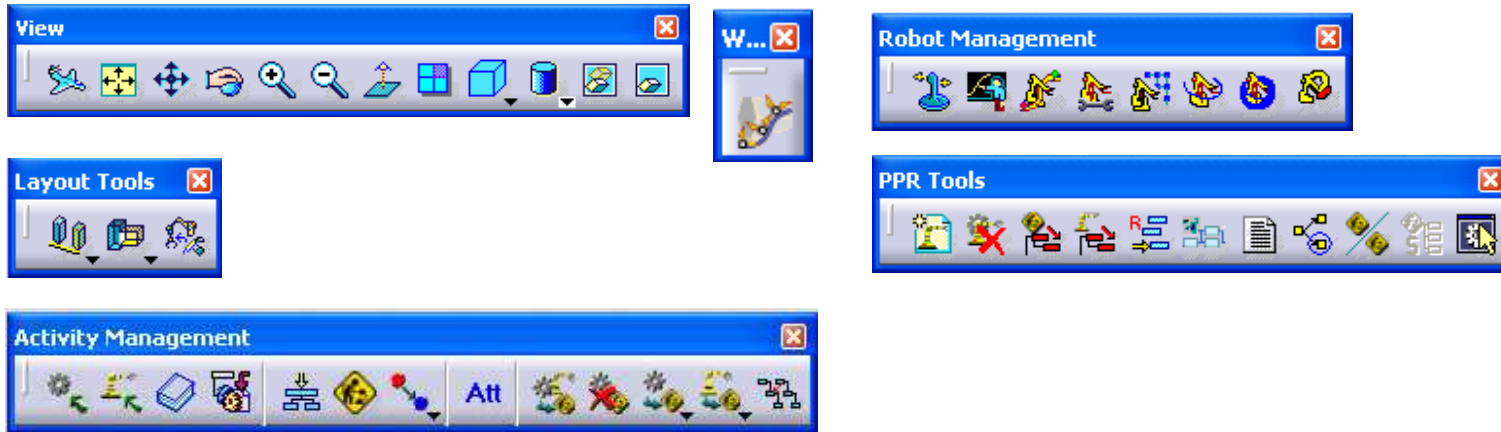 View
W...
Robot Management
Layout Tools
PPR Tools
Activity Management
Att